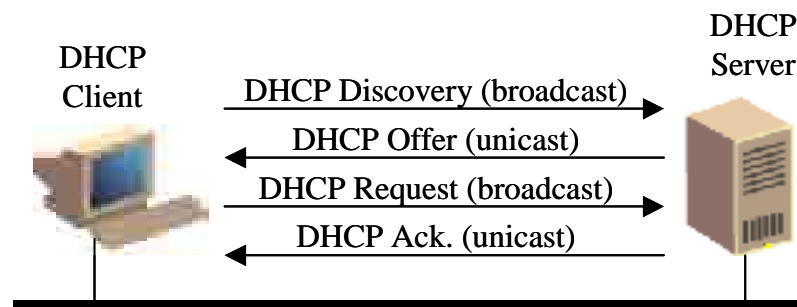 DHCP
Client
DHCP
Server
DHCP Discovery (broadcast)
DHCP Offer (unicast)
DHCP Request (broadcast)
DHCP Ack. (unicast)